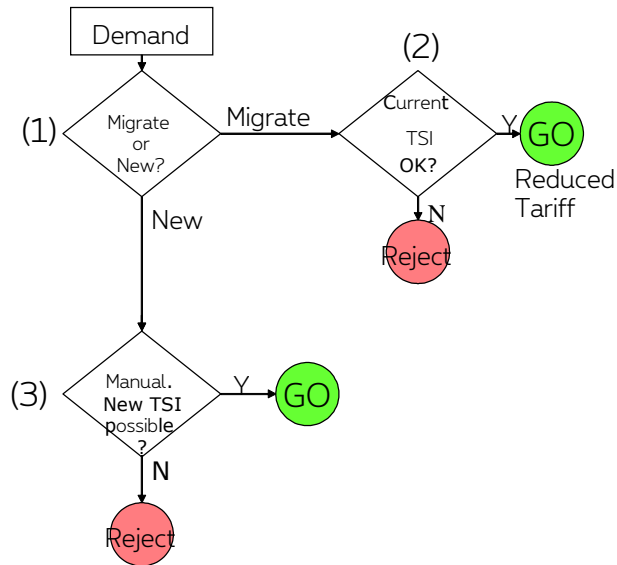 Demand
(1)
Migrate
or
New?
Migrate
(2)
Current
TSI
OK?
Y
GO
Reduced
Tariff
N
Reject
New
(3)
Manual.
New TSI
possible
?
Y
GO
N
Reject